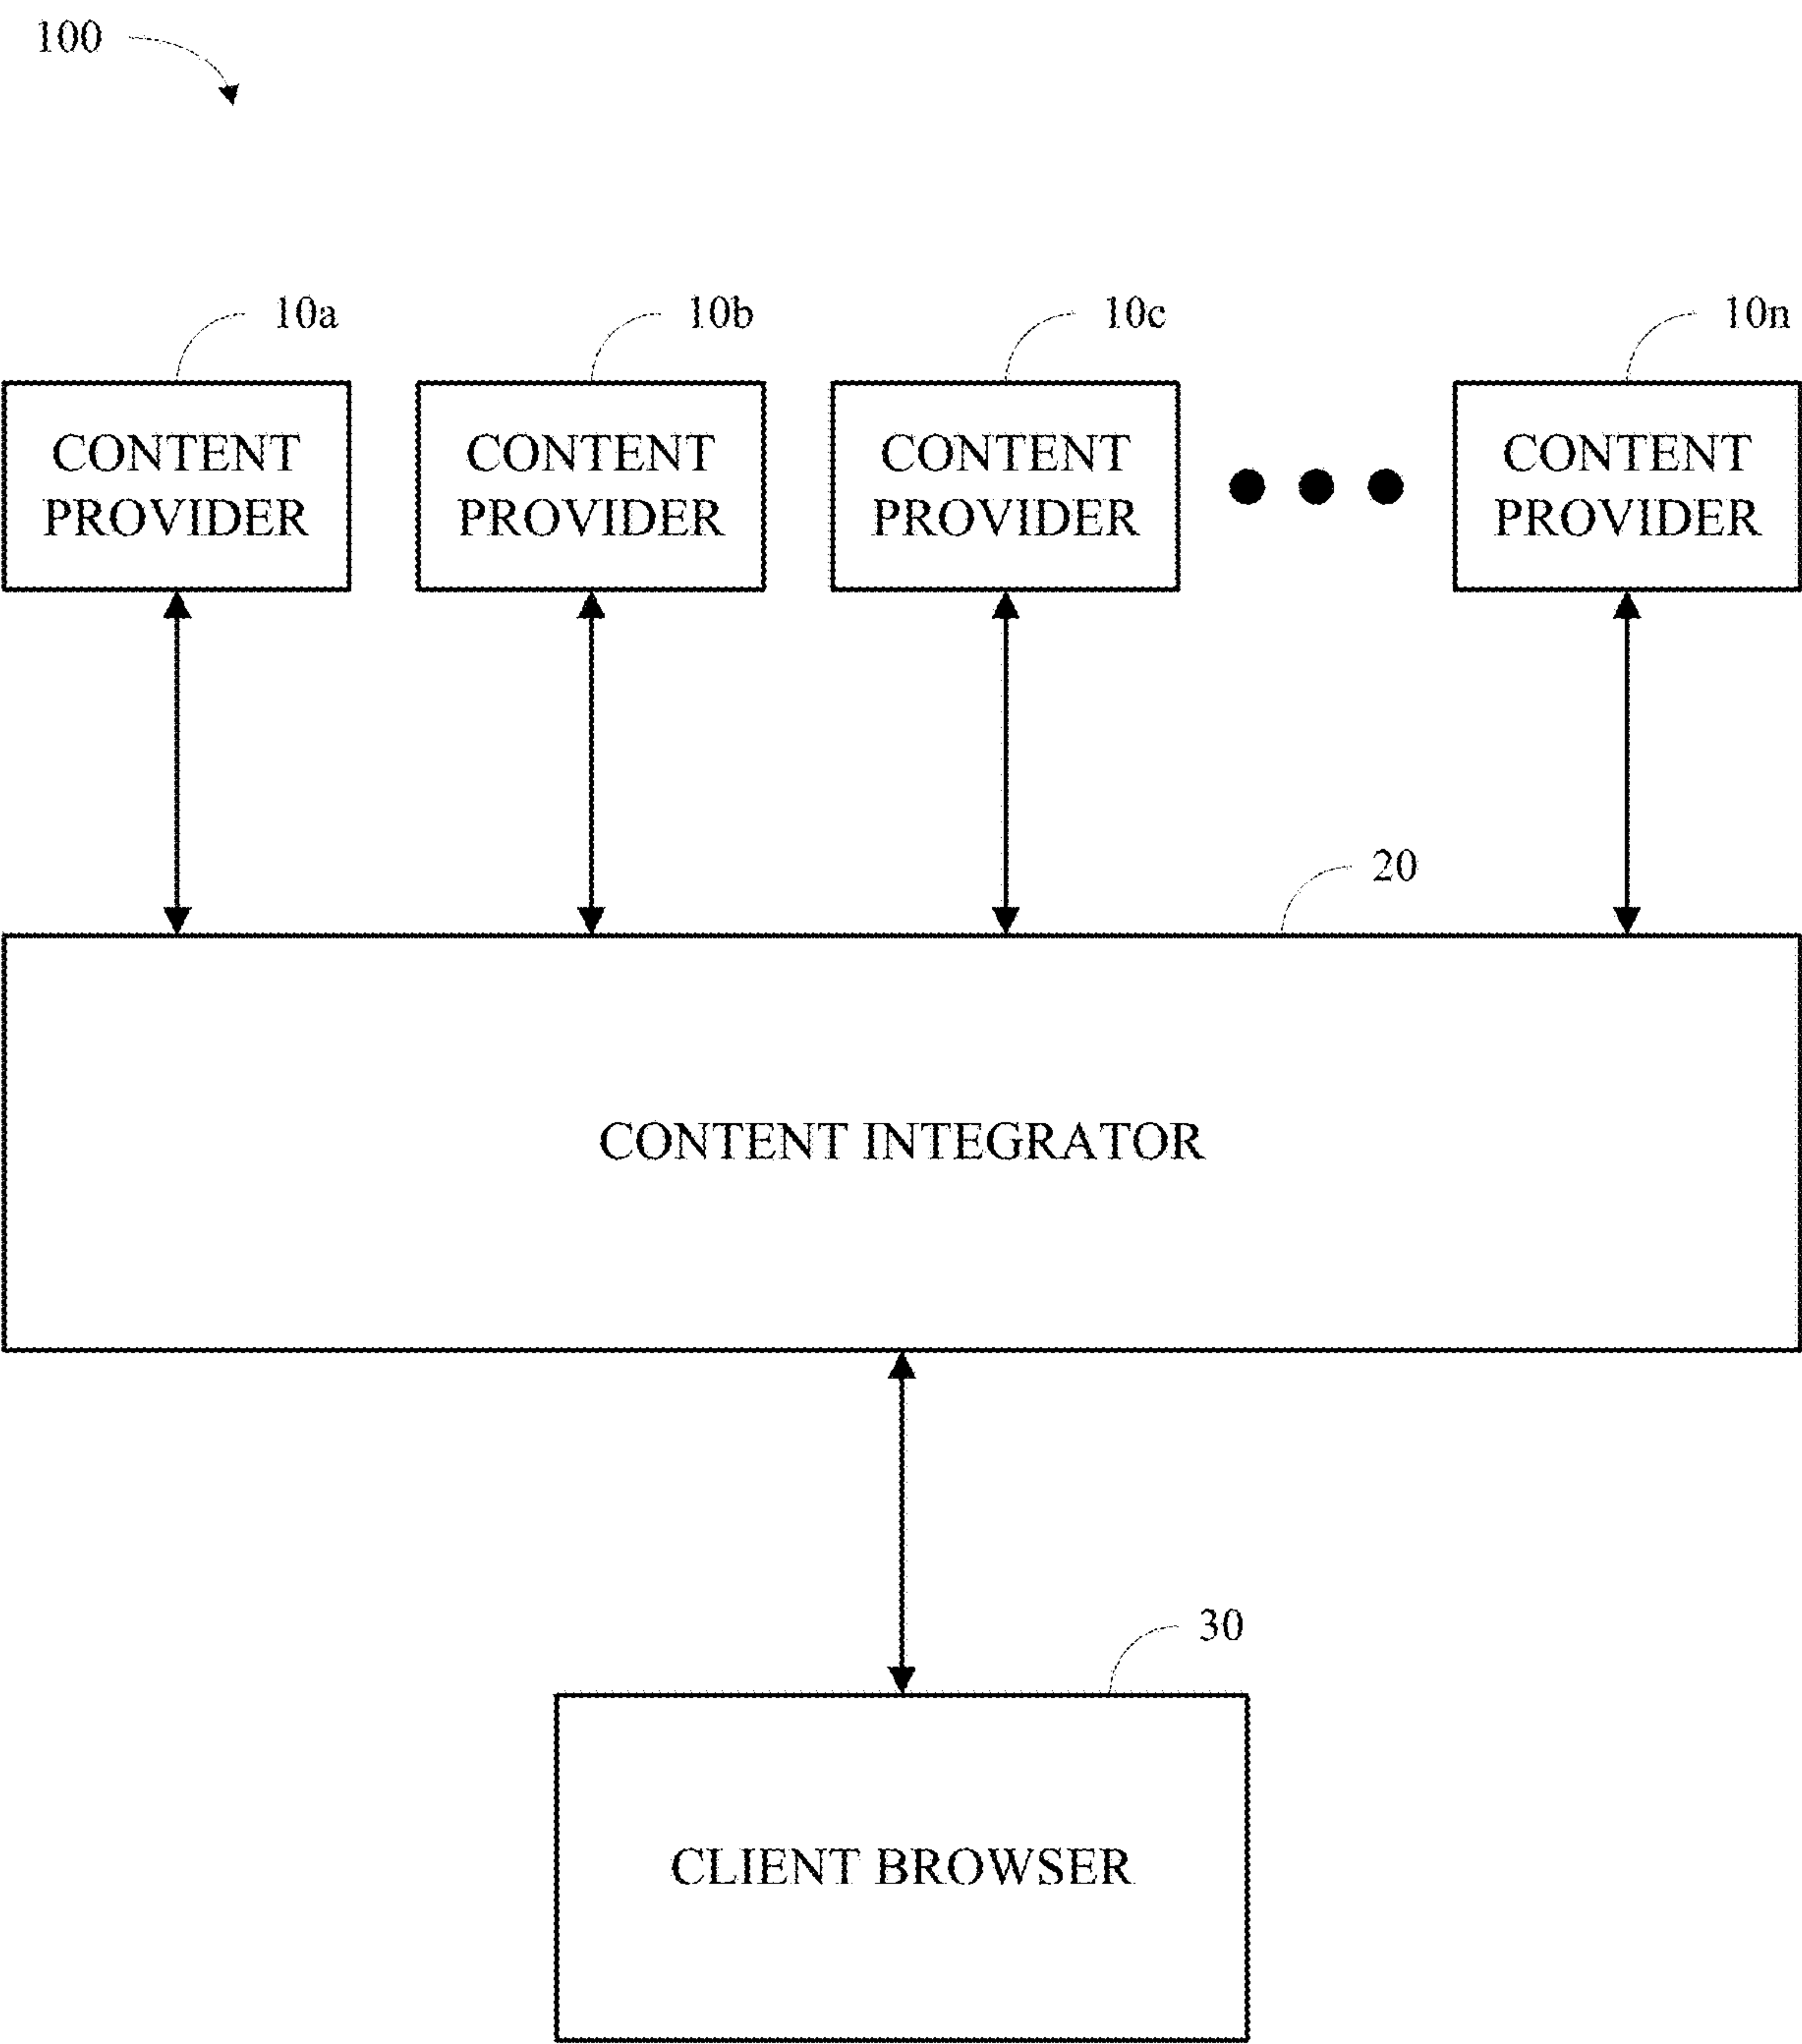 100
10a
10b
10c
10n
CONTENT
PROVIDER
CONTENT
PROVIDER
CONTENT
PROVIDER
CONTENT
PROVIDER
20
CONTENT INTEGRATOR
30
CLIENT BROWSER